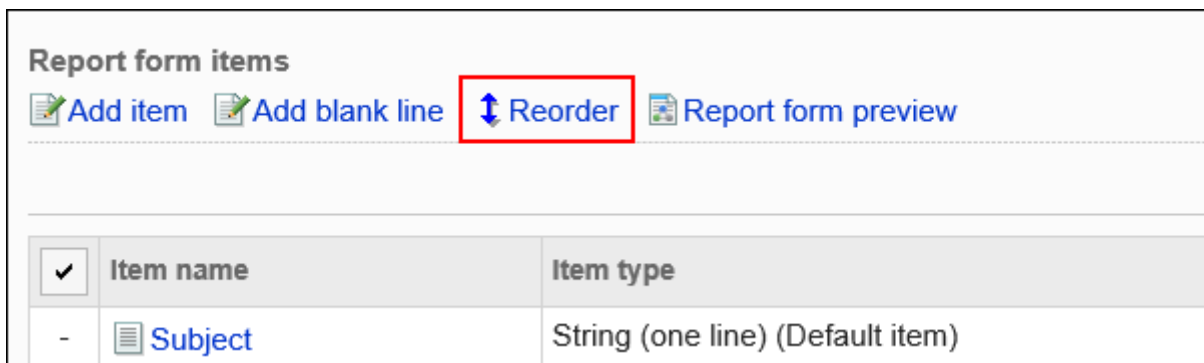 Report form items
Add item Add blank line Reorder Report form preview
Item name Item type
- Subject String (one line) (Default item)